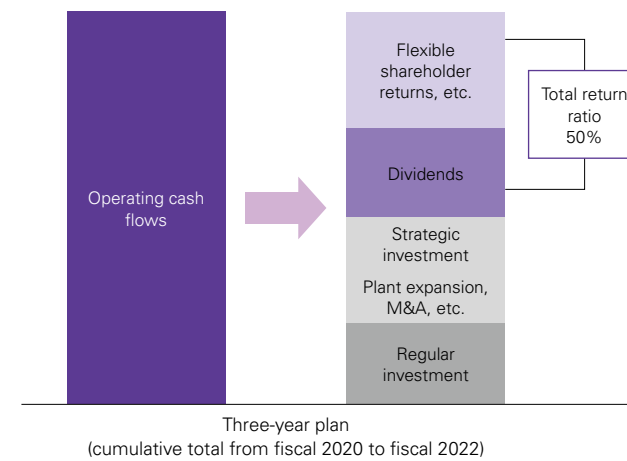 Operating cash
flows
Flexible
shareholder
returns, etc.
Dividends
Strategic
investment
Plant expansion,
M&A, etc.
Regular
investment
Total return
ratio
50%
Three-year plan
(cumulative total from fiscal 2020 to fiscal 2022)